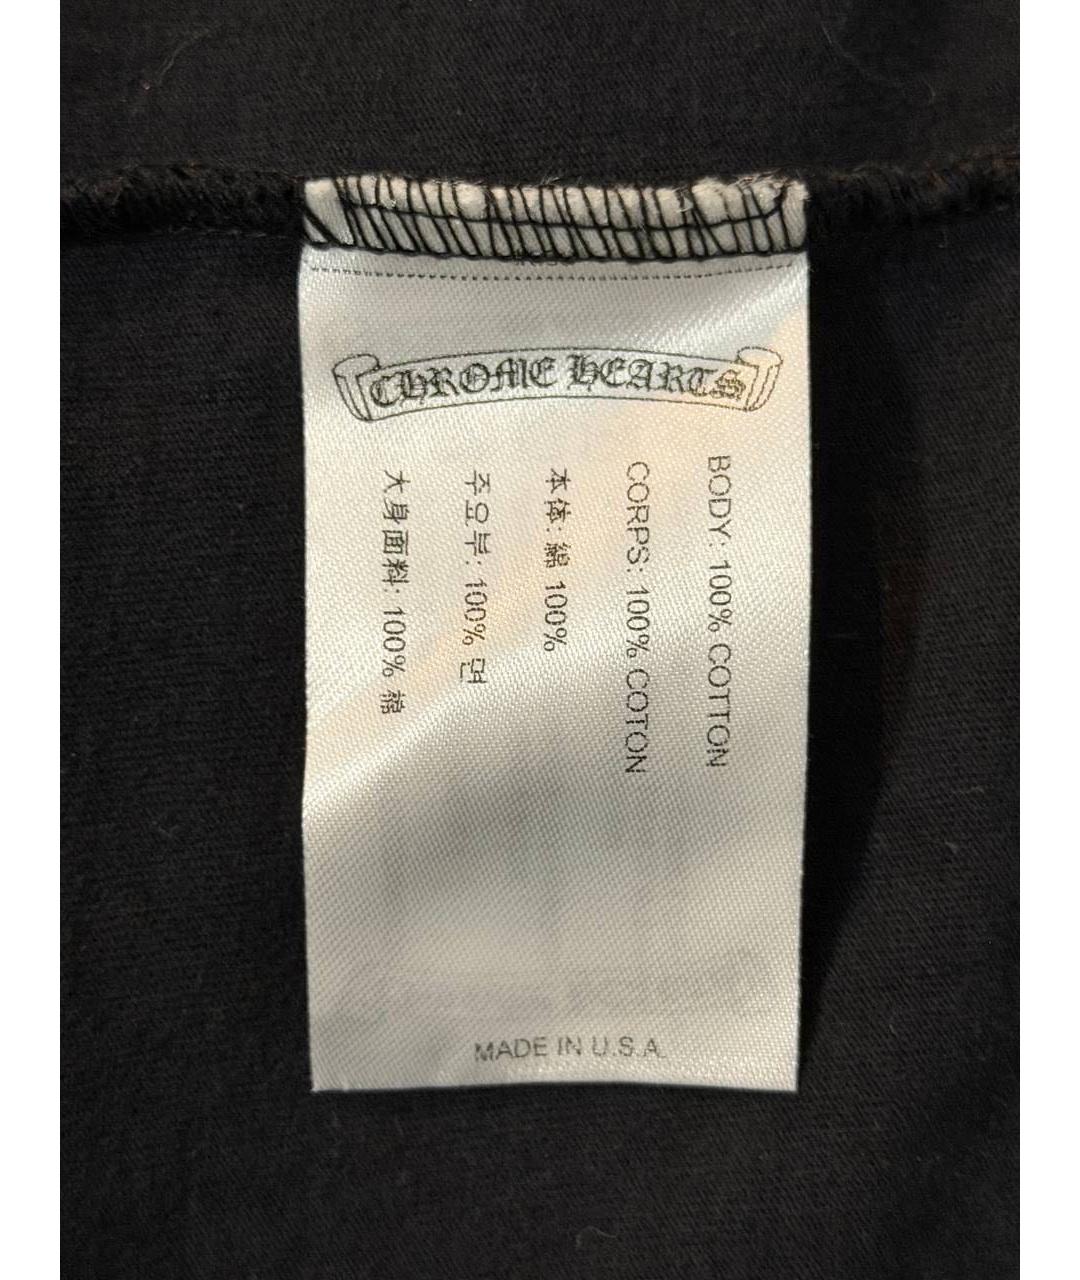 CHROME HEARTS
BODY: 100% COTTON
CORPS: 100% COTON
本体: 綿 100%
주요부: 100% 면
大身面料: 100% 棉
MADE IN U.S.A.